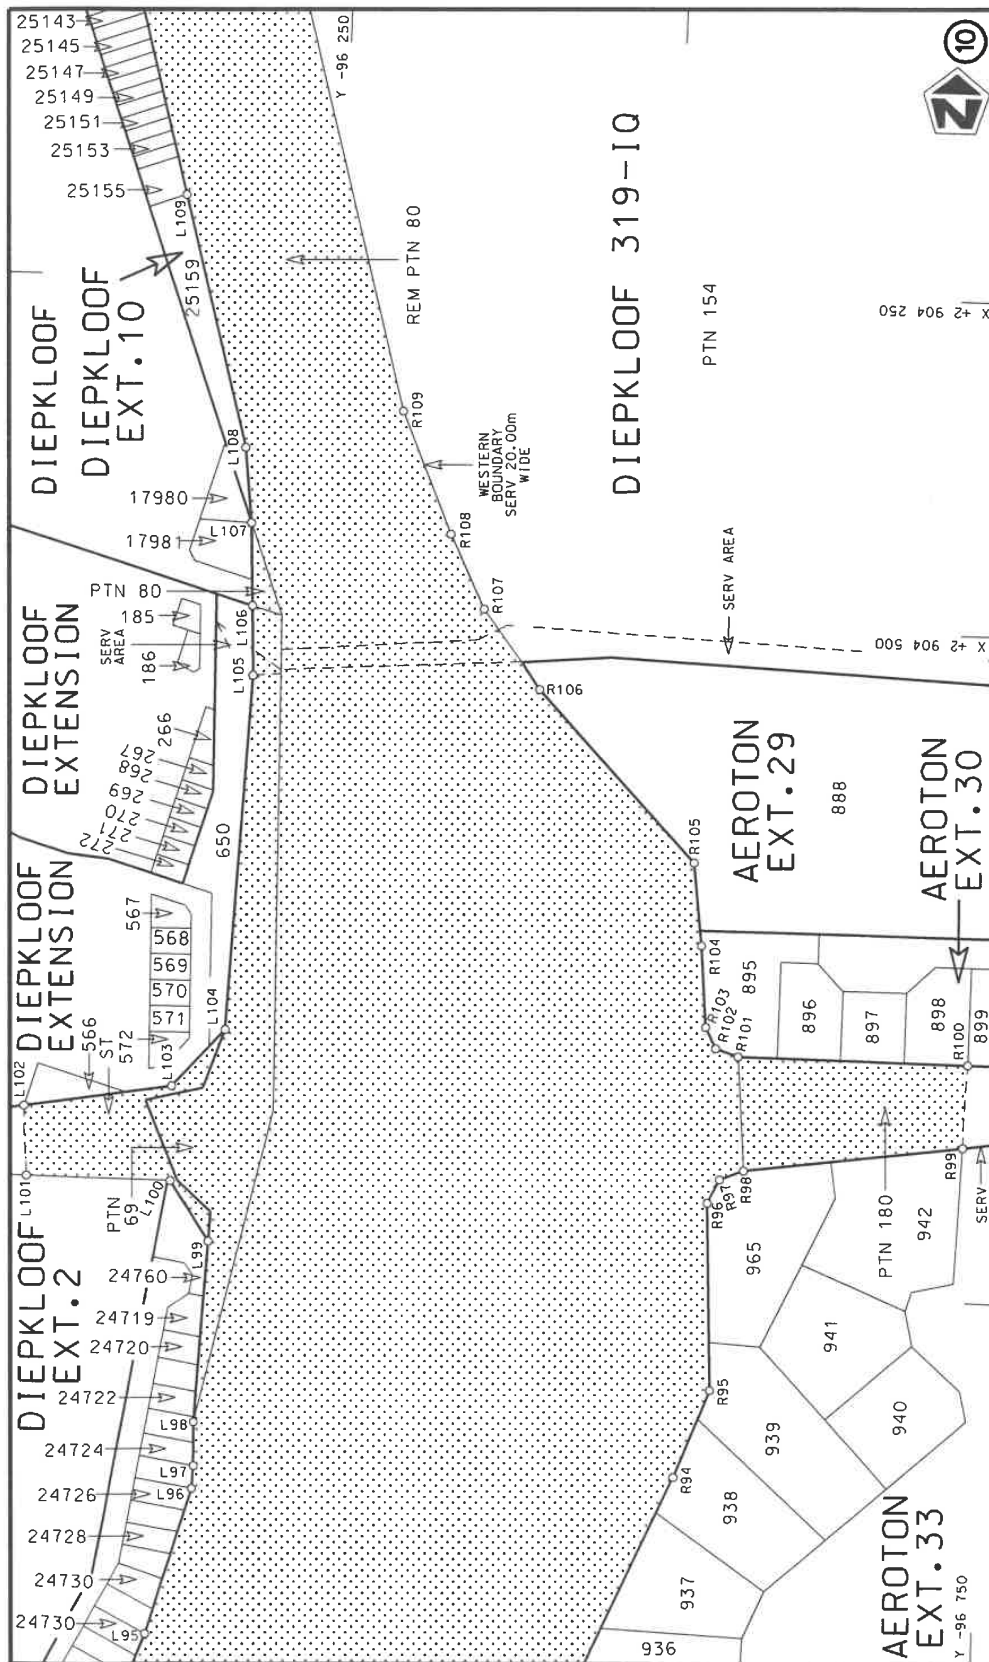 25143
25145
25147
25149
25151
25153
25155
L109
25159
DIEPKLOOF
DIEPKLOOF
EXT.10
L108
17980
17981
L107
PTN 80
185
186
SERV
AREA
L106
L105
DIEPKLOOF
EXTENSION
266
267
268
269
270
271
272
650
DIEPKLOOF
EXTENSION
567
568
569
570
571
572
L104
L103
566
ST
L102
L101
PTN
69
L100
L99
DIEPKLOOF
EXT.2
24760
24719
24720
24722
24724
24726
24728
24730
24730
L98
L97
L96
L95
Y -96 250
REM PTN 80
R109
WESTERN
BOUNDARY
SERV 20.00m
WIDE
R108
R107
R106
DIEPKLOOF 319-IQ
PTN 154
N
10
X +2 904 250
SERV AREA
X +2 904 500
AEROTON
EXT.29
888
AEROTON
EXT.30
R105
R104
R103
R102
R101
895
896
897
898
899
R100
R99
SERV
PTN 180
R98
R97
R96
965
942
941
940
R95
939
R94
938
937
936
AEROTON
EXT.33
Y -96 750